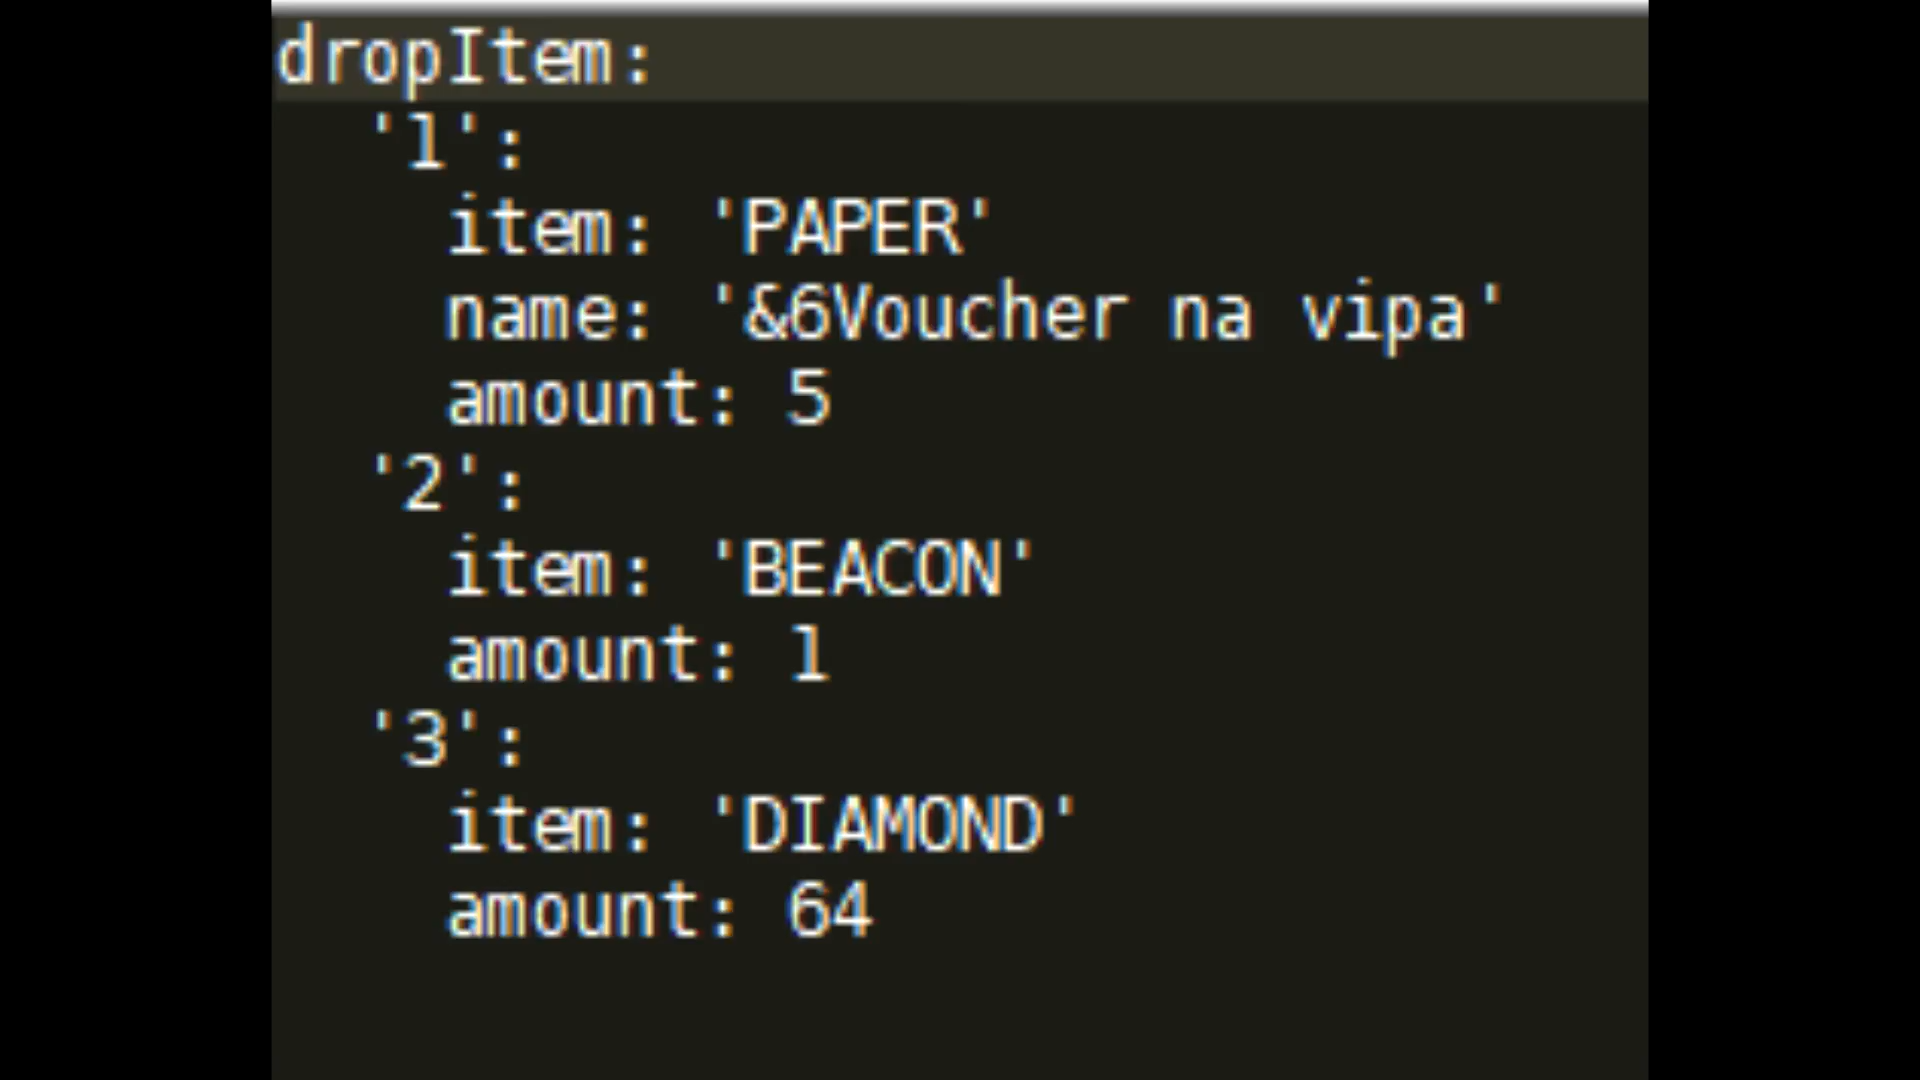 dropItem:
  '1':
    item: 'PAPER'
    name: '&6Voucher na vipa'
    amount: 5
  '2':
    item: 'BEACON'
    amount: 1
  '3':
    item: 'DIAMOND'
    amount: 64